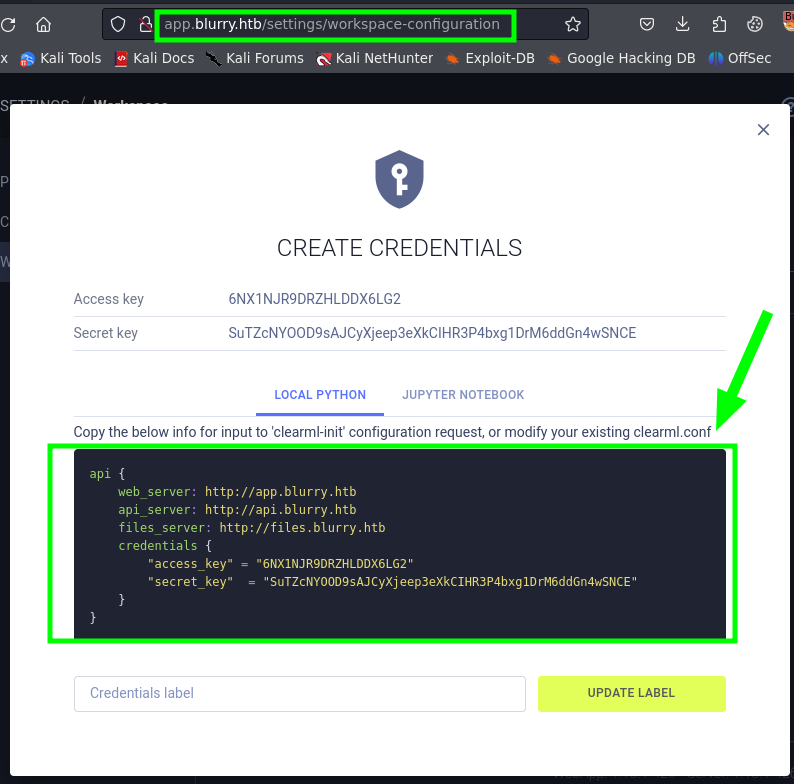 app.blurry.htb/settings/workspace-configuration
x Kali Tools Kali Docs Kali Forums Kali NetHunter Exploit-DB Google Hacking DB OffSec
SETTINGS / Workspace
P
C
W
CREATE CREDENTIALS
Access key 6NX1NJR9DRZHLDDX6LG2
Secret key SuTZcNYOOD9sAJCyXjeep3eXkCIHR3P4bxg1DrM6ddGn4wSNCE
LOCAL PYTHON JUPYTER NOTEBOOK
Copy the below info for input to 'clearml-init' configuration request, or modify your existing clearml.conf
api {
web_server: http://app.blurry.htb
api_server: http://api.blurry.htb
files_server: http://files.blurry.htb
credentials {
"access_key" = "6NX1NJR9DRZHLDDX6LG2"
"secret_key" = "SuTZcNYOOD9sAJCyXjeep3eXkCIHR3P4bxg1DrM6ddGn4wSNCE"
}
}
Credentials label UPDATE LABEL